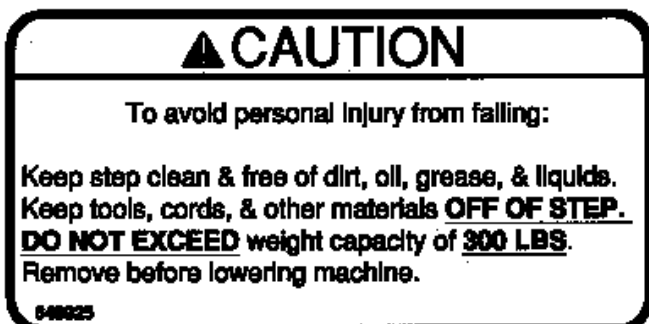 ⚠CAUTION
To avoid personal injury from falling:
Keep step clean & free of dirt, oil, grease, & liquids.
Keep tools, cords, & other materials OFF OF STEP.
DO NOT EXCEED weight capacity of 300 LBS.
Remove before lowering machine.